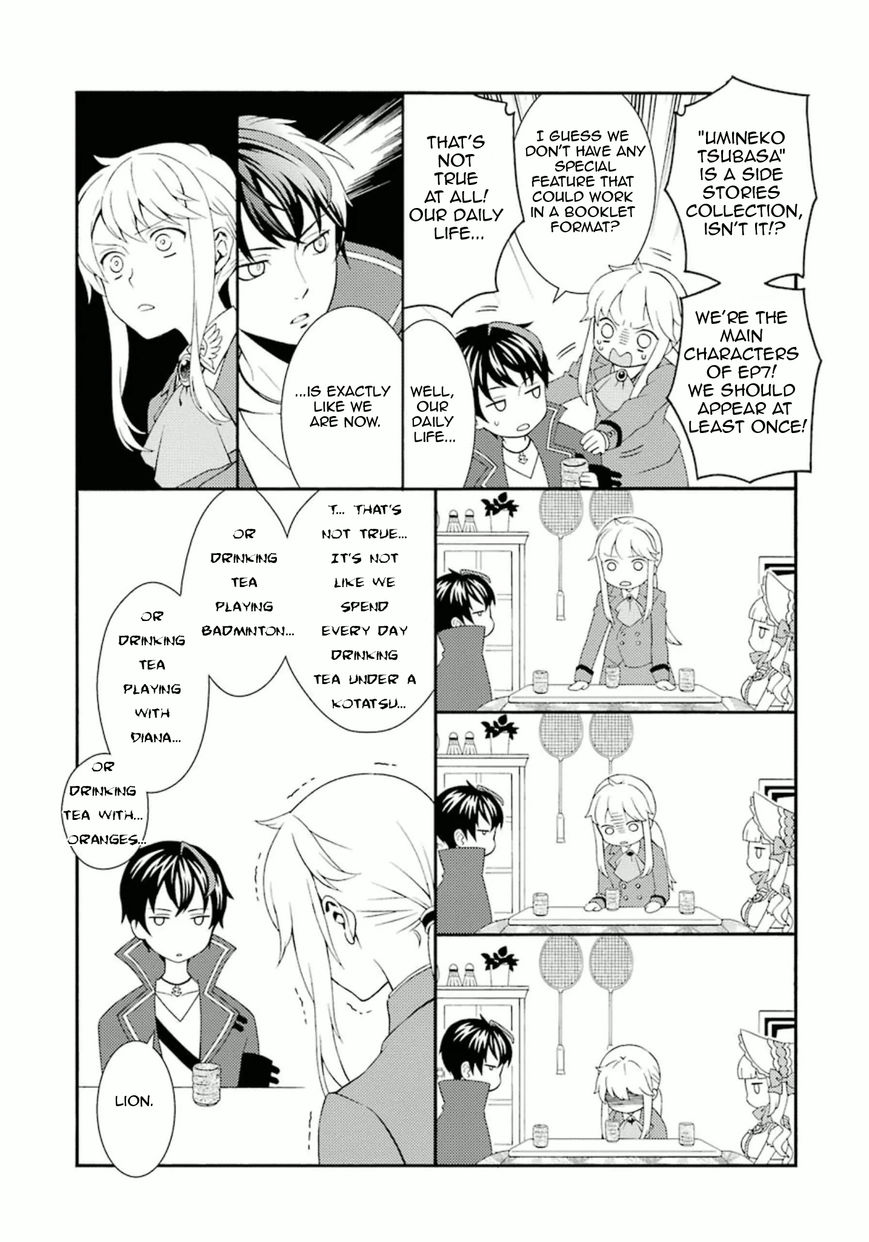 "UMINEKO
TSUBASA"
IS A SIDE
STORIES
COLLECTION,
ISN'T IT!?
WE'RE THE
MAIN
CHARACTERS
OF EP7!
WE SHOULD
APPEAR AT
LEAST ONCE!
I GUESS WE
DON'T HAVE ANY
SPECIAL
FEATURE THAT
COULD WORK
IN A BOOKLET
FORMAT?
THAT'S
NOT
TRUE
AT ALL!
OUR DAILY
LIFE...
WELL,
OUR
DAILY
LIFE...
...IS EXACTLY
LIKE WE
ARE NOW.
T... THAT'S
NOT TRUE...
IT'S NOT
LIKE WE
SPEND
EVERY DAY
DRINKING
TEA UNDER A
KOTATSU...
OR
DRINKING
TEA
PLAYING
BADMINTON...
OR
DRINKING
TEA
PLAYING
WITH
DIANA...
OR
DRINKING
TEA WITH...
ORANGES...
LION.